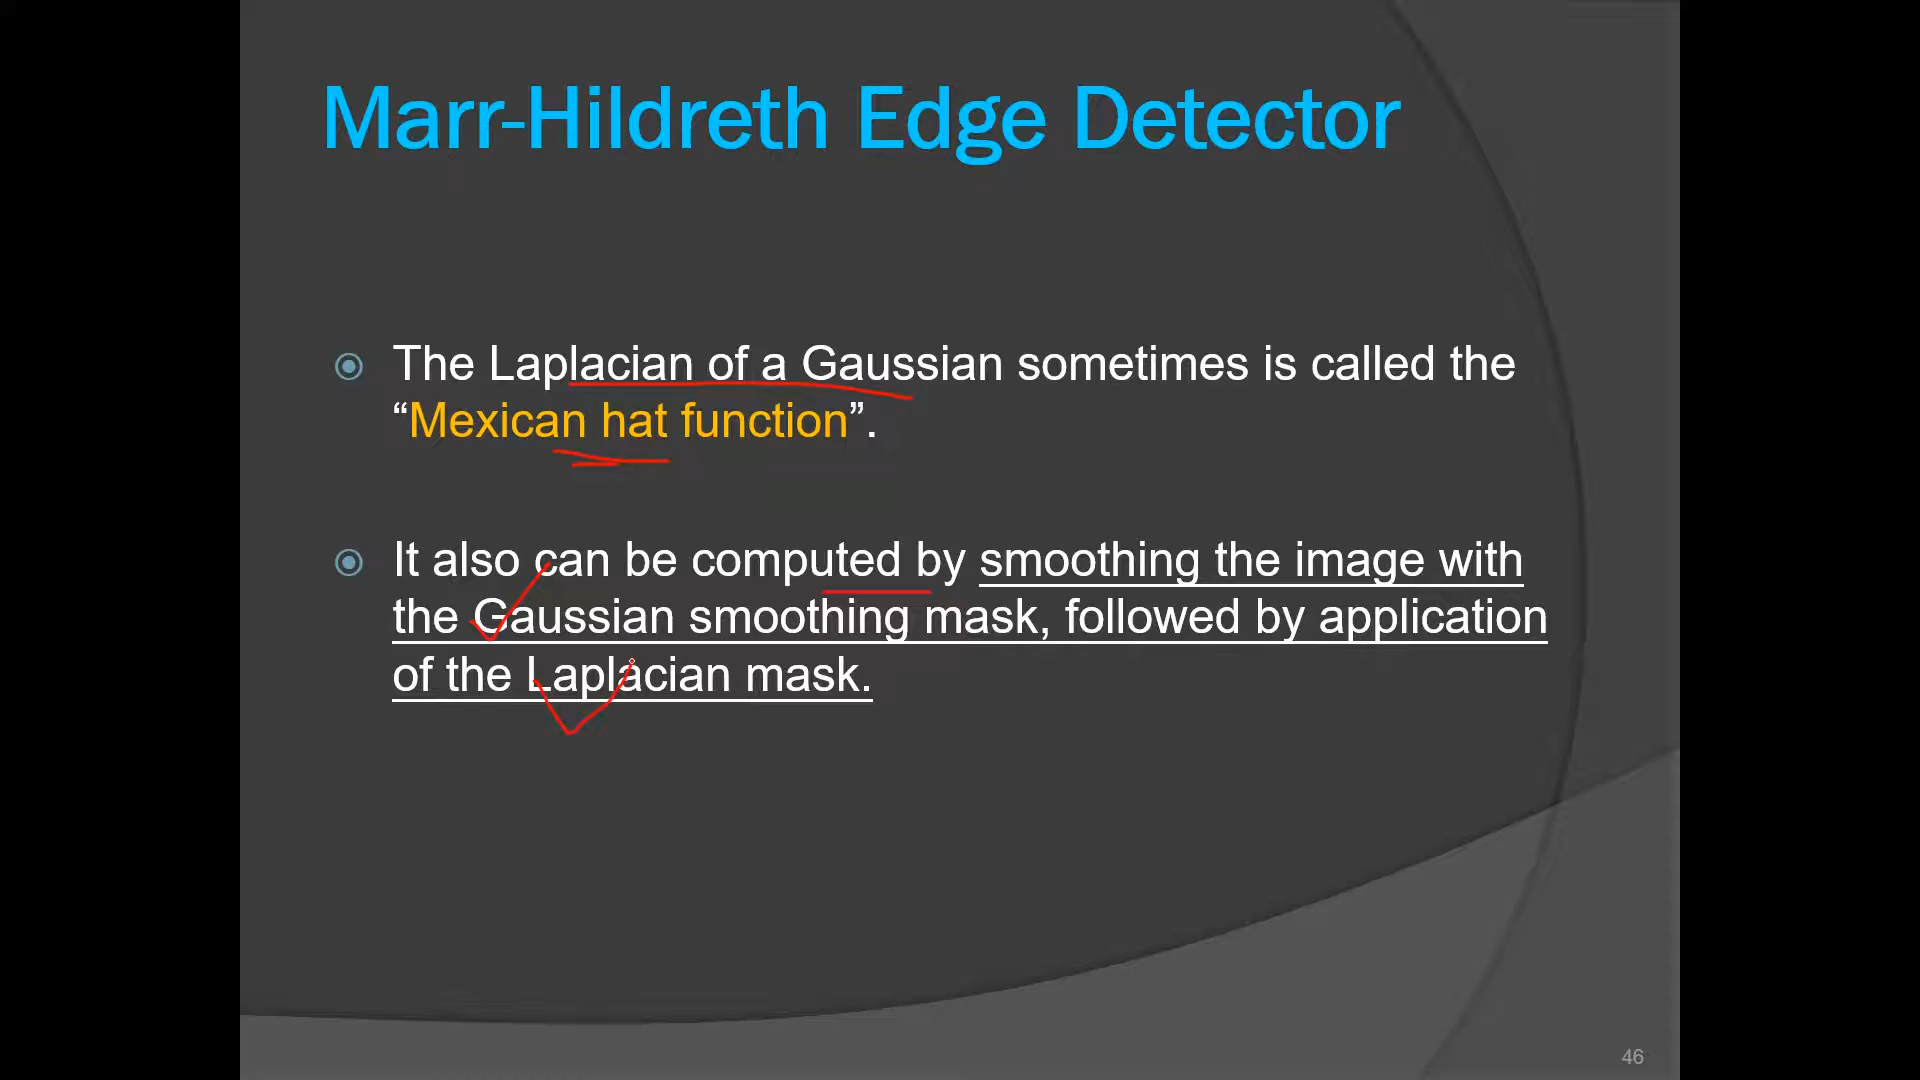 Marr-Hildreth Edge Detector
The Laplacian of a Gaussian sometimes is called the
“Mexican hat function”.
It also can be computed by smoothing the image with
the Gaussian smoothing mask, followed by application
of the Laplacian mask.
46